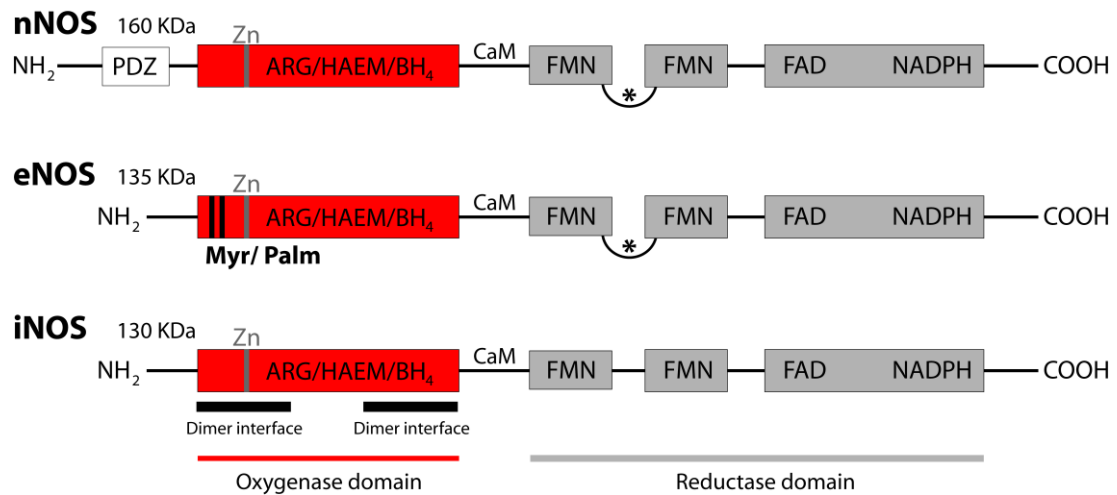 nNOS 160 KDa
Zn
NH₂ PDZ ARG/HAEM/BH₄ CaM FMN * FMN FAD NADPH COOH
eNOS 135 KDa
Zn
NH₂ ARG/HAEM/BH₄ CaM FMN * FMN FAD NADPH COOH
Myr/ Palm
iNOS 130 KDa
Zn
NH₂ ARG/HAEM/BH₄ CaM FMN FMN FAD NADPH COOH
Dimer interface Dimer interface
Oxygenase domain Reductase domain